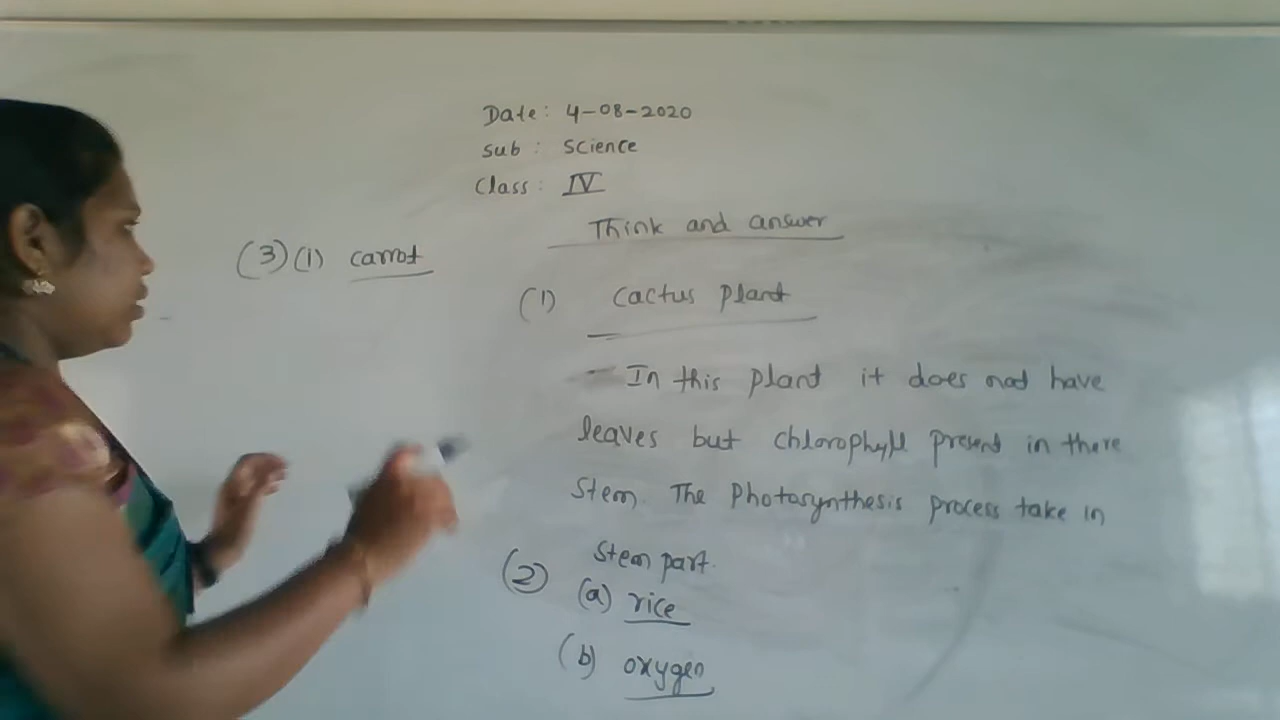 Date: 4-08-2020
Sub : Science
Class: IV
Think and answer
(1) Cactus Plant
In this Plant it does not have
leaves but chlorophyll present in there
Stem. The Photosynthesis process take in
Stem part.
(2) (a) rice
(b) oxygen
(3) (1) carrot